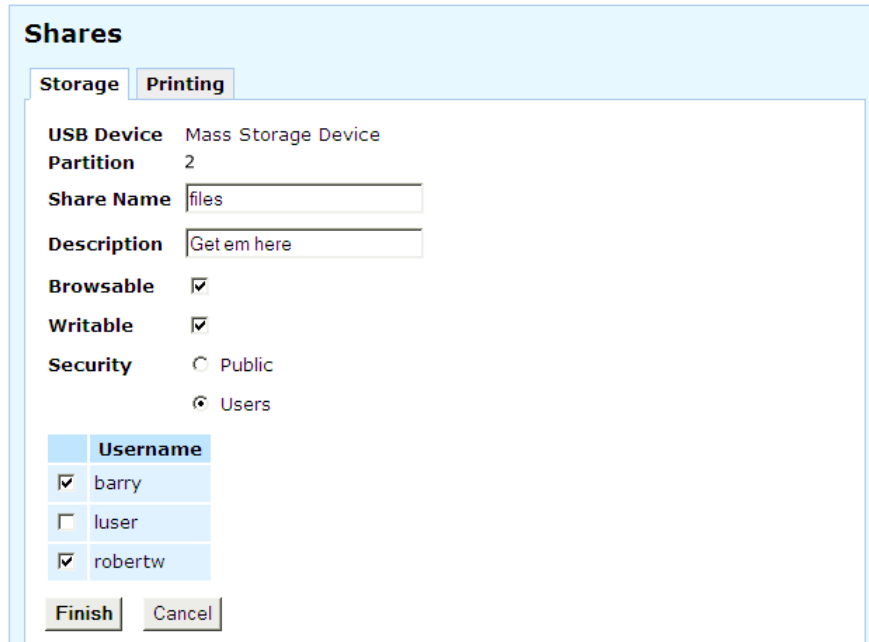 Shares
Storage Printing
USB Device Mass Storage Device
Partition 2
Share Name files
Description Get em here
Browsable
Writable
Security Public
Users
Username
barry
luser
robertw
Finish Cancel